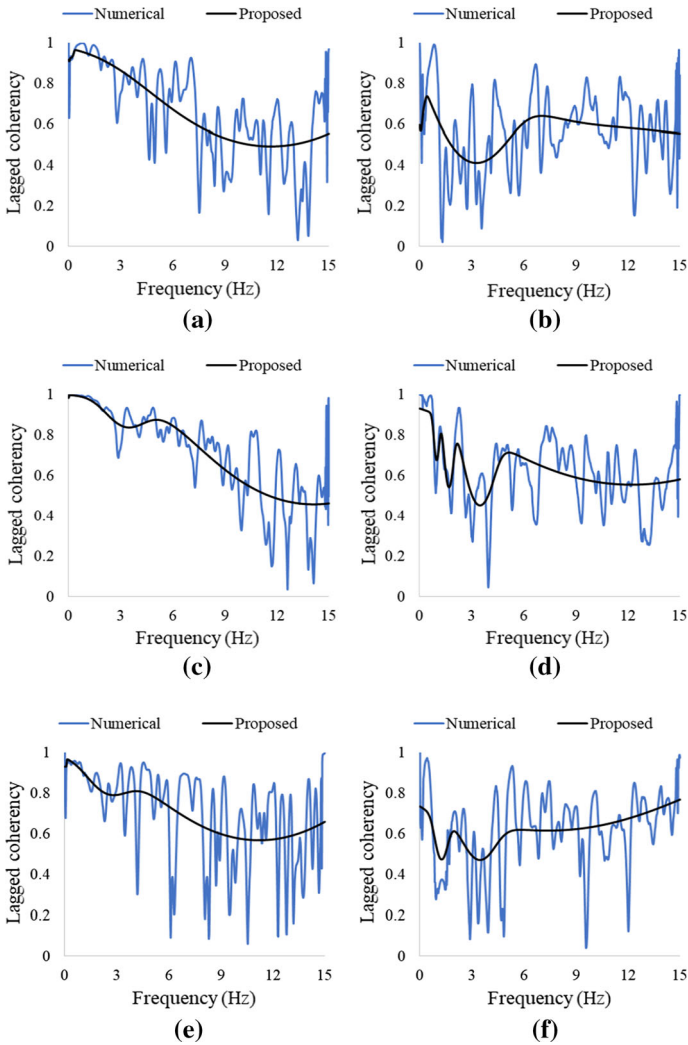 Numerical Proposed
Numerical Proposed
1
0.8
0.6
0.4
0.2
0
Lagged coherency
0 3 6 9 12 15
Frequency (Hz)
(a)
1
0.8
0.6
0.4
0.2
0
Lagged coherency
0 3 6 9 12 15
Frequency (Hz)
(b)
Numerical Proposed
Numerical Proposed
1
0.8
0.6
0.4
0.2
0
Lagged coherency
0 3 6 9 12 15
Frequency (Hz)
(c)
1
0.8
0.6
0.4
0.2
0
Lagged coherency
0 3 6 9 12 15
Frequency (Hz)
(d)
Numerical Proposed
Numerical Proposed
1
0.8
0.6
0.4
0.2
0
Lagged coherency
0 3 6 9 12 15
Frequency (Hz)
(e)
1
0.8
0.6
0.4
0.2
0
Lagged coherency
0 3 6 9 12 15
Frequency (Hz)
(f)